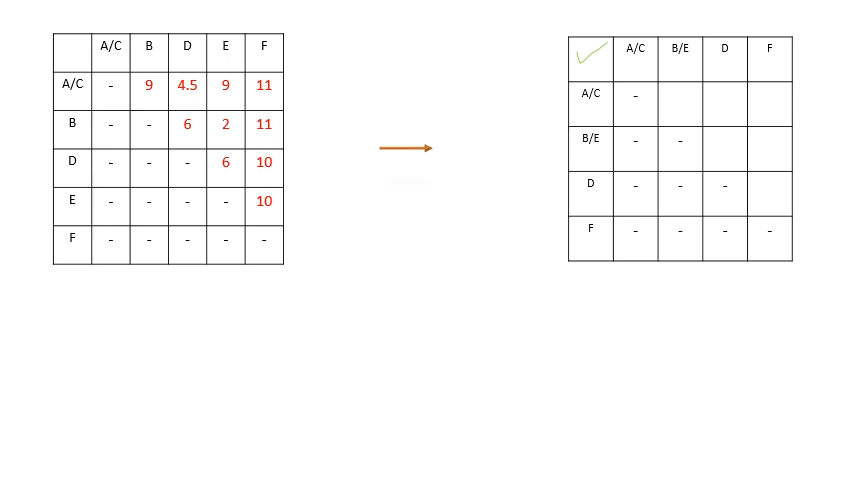 A/C B D E F
A/C - 9 4.5 9 11
B - - 6 2 11
D - - - 6 10
E - - - - 10
F - - - - -
A/C B/E D F
A/C -
B/E - -
D - - -
F - - - -